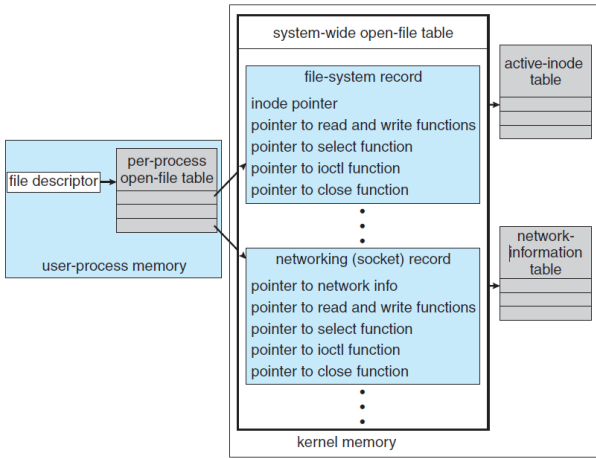 system-wide open-file table
file-system record
inode pointer
pointer to read and write functions
pointer to select function
pointer to ioctl function
pointer to close function
active-inode
table
per-process
open-file table
file descriptor
user-process memory
networking (socket) record
pointer to network info
pointer to read and write functions
pointer to select function
pointer to ioctl function
pointer to close function
network-
information
table
kernel memory